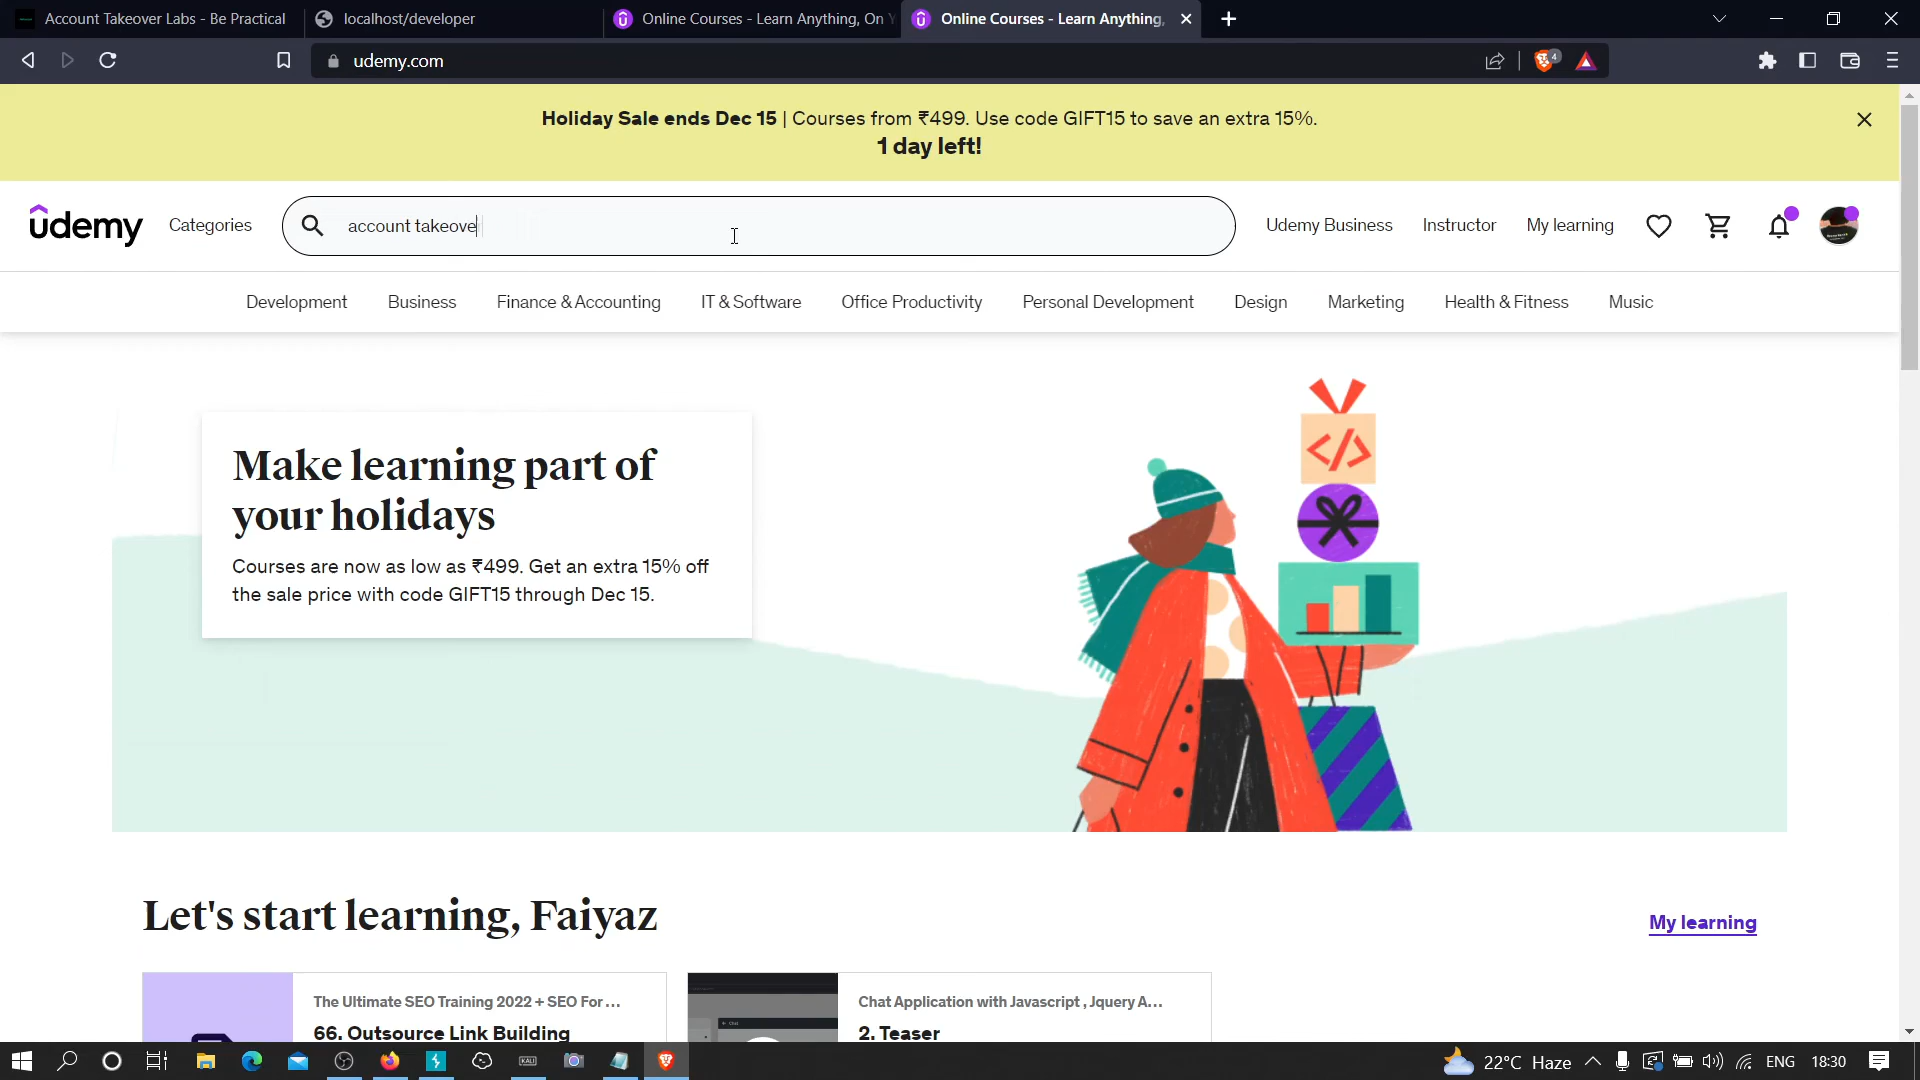 Account Takeover Labs - Be Practical
localhost/developer
Online Courses - Learn Anything, On
Online Courses - Learn Anything,
udemy.com
4
Holiday Sale ends Dec 15 | Courses from ₹499. Use code GIFT15 to save an extra 15%.
1 day left!
udemy
Categories
account takeove
Udemy Business
Instructor
My learning
Development
Business
Finance & Accounting
IT & Software
Office Productivity
Personal Development
Design
Marketing
Health & Fitness
Music
Make learning part of
your holidays
Courses are now as low as ₹499. Get an extra 15% off
the sale price with code GIFT15 through Dec 15.
</>
Let's start learning, Faiyaz
My learning
The Ultimate SEO Training 2022 + SEO For...
66. Outsource Link Building
Chat Application with Javascript , Jquery A...
2. Teaser
KALI
22°C Haze
ENG
18:30